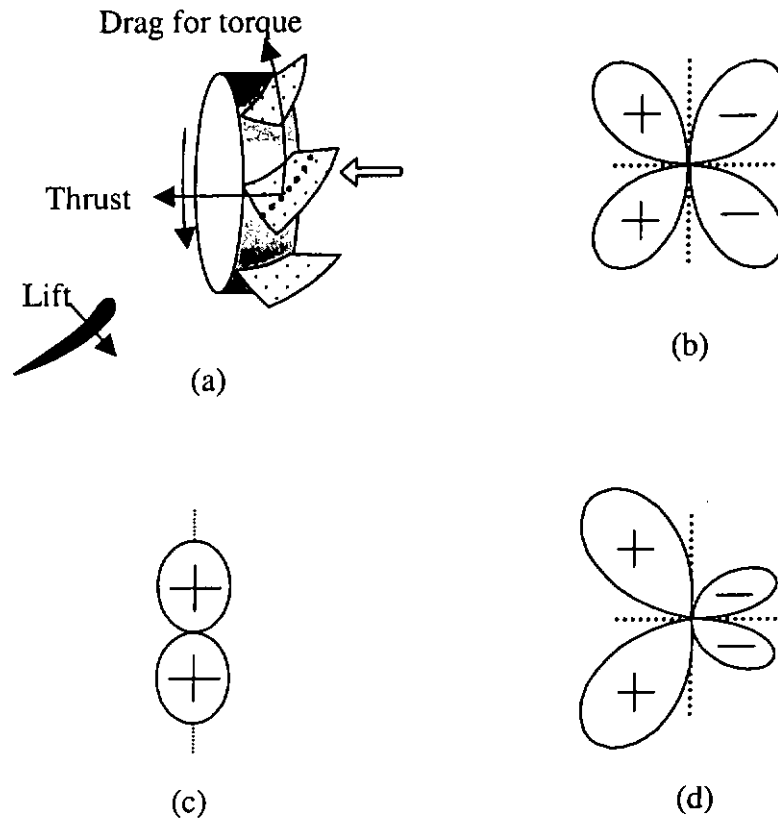 Drag for torque
Thrust
Lift
(a)
+ −
+ −
(b)
+
+
(c)
+ −
+ −
(d)